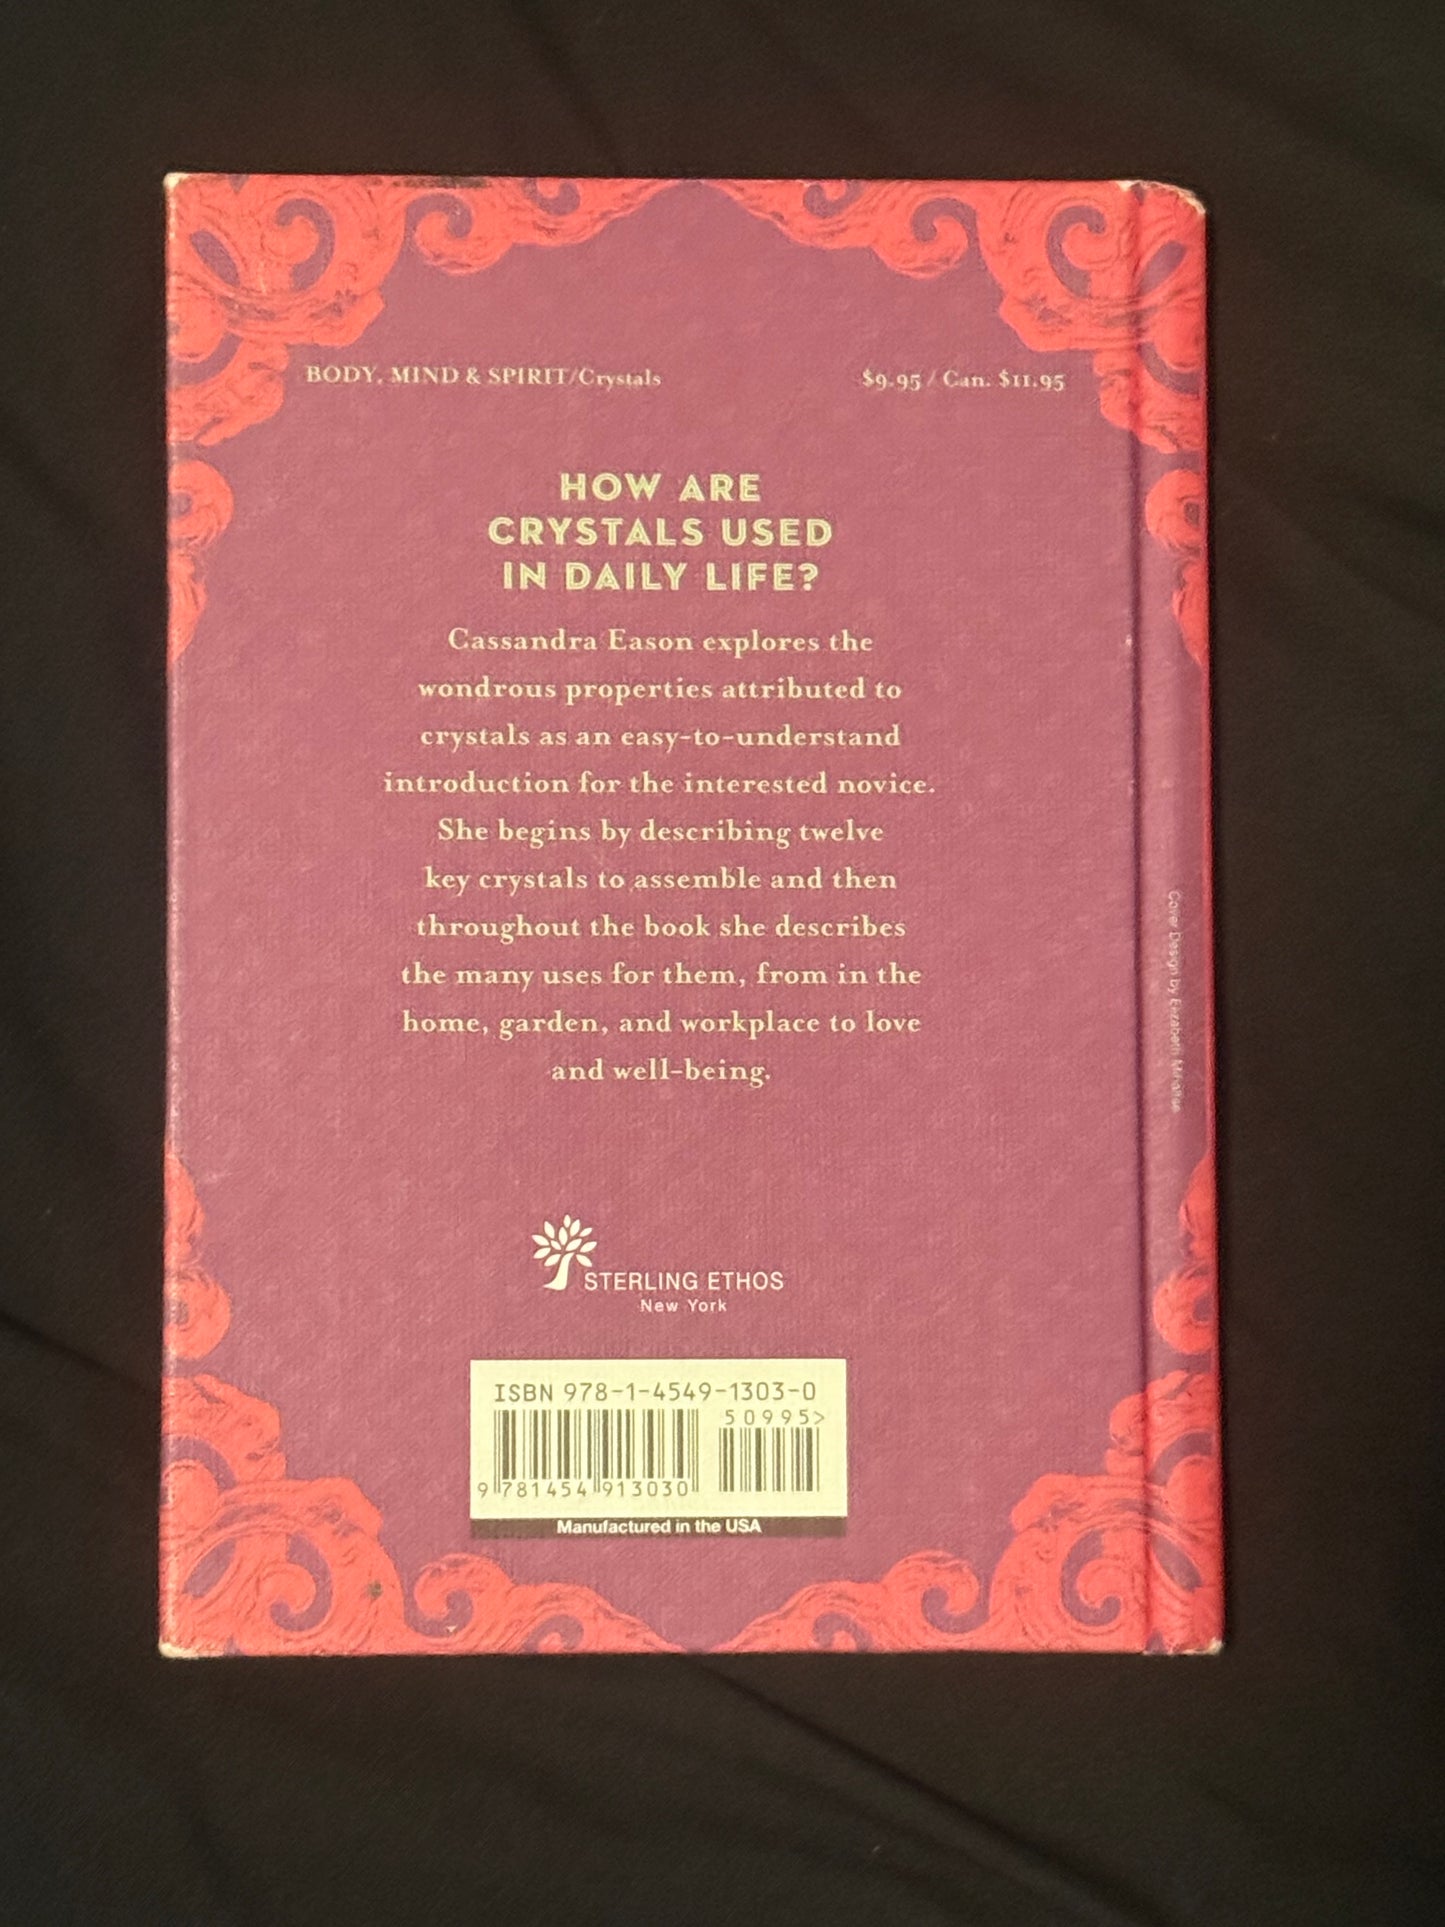 BODY, MIND & SPIRIT/Crystals
$9.95 / Can. $11.95
HOW ARE
CRYSTALS USED
IN DAILY LIFE?
Cassandra Eason explores the
wondrous properties attributed to
crystals as an easy-to-understand
introduction for the interested novice.
She begins by describing twelve
key crystals to assemble and then
throughout the book she describes
the many uses for them, from in the
home, garden, and workplace to love
and well-being.
Cover Design by Elizabeth
STERLING ETHOS
New York
ISBN 978-1-4549-1303-0
50995>
9 781454 913030
Manufactured in the USA